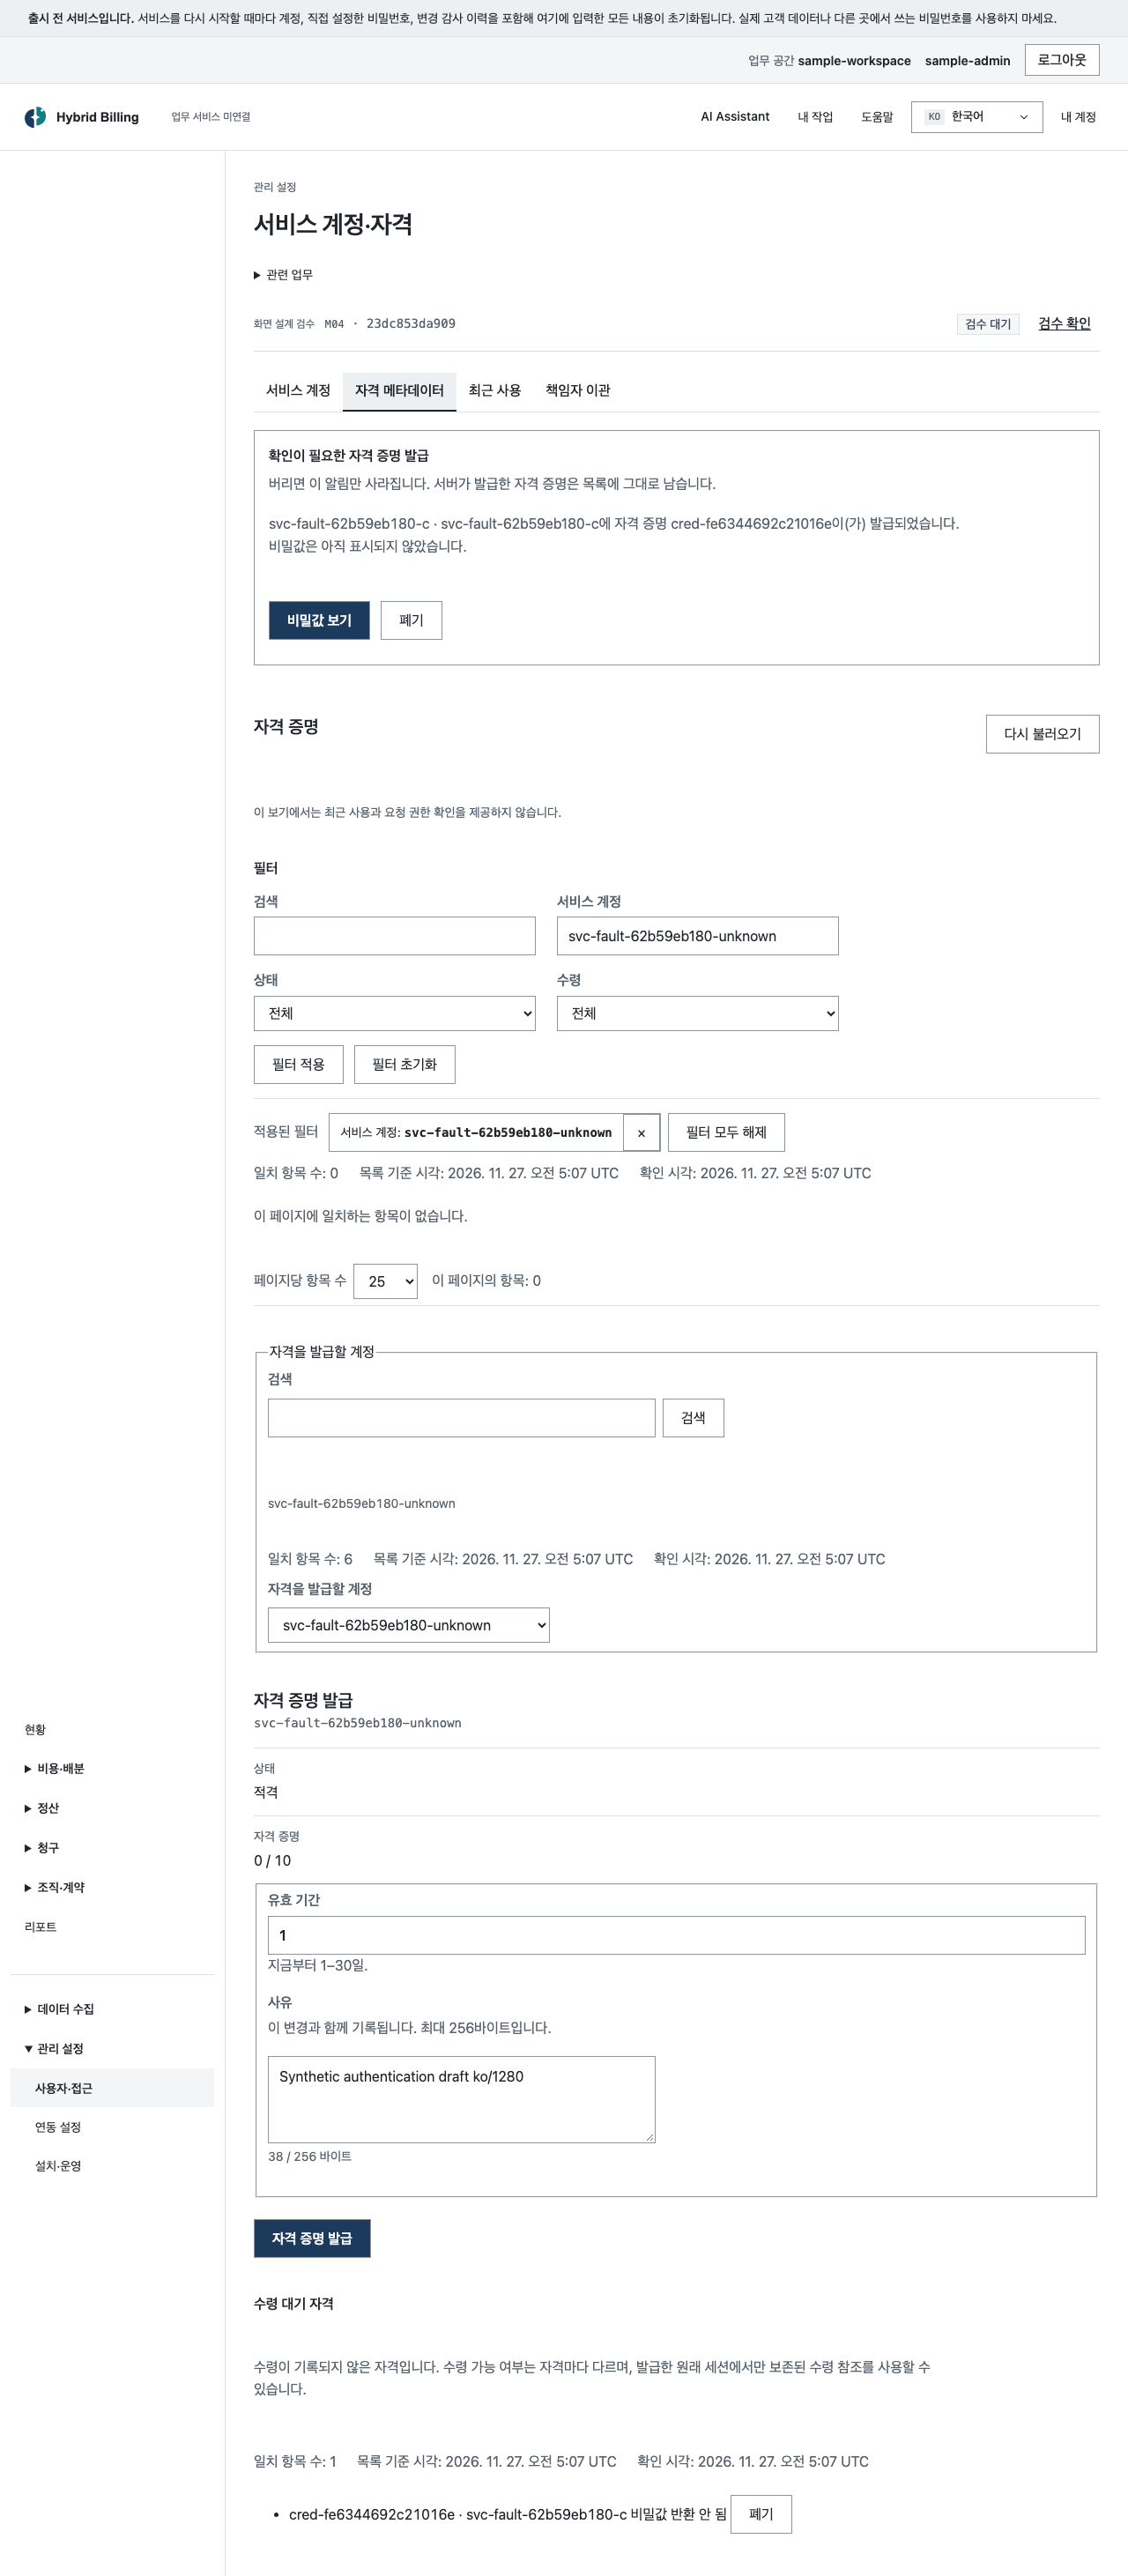 출시 전 서비스입니다. 서비스를 다시 시작할 때마다 계정, 직접 설정한 비밀번호, 변경 감사 이력을 포함해 여기에 입력한 모든 내용이 초기화됩니다. 실제 고객 데이터나 다른 곳에서 쓰는 비밀번호를 사용하지 마세요.
업무 공간 sample-workspace sample-admin 로그아웃
Hybrid Billing 업무 서비스 미연결 AI Assistant 내 작업 도움말 KO 한국어 내 계정
관리 설정
서비스 계정·자격
▶ 관련 업무
화면 설계 검수 M04 · 23dc853da909 검수 대기 검수 확인
서비스 계정 자격 메타데이터 최근 사용 책임자 이관
확인이 필요한 자격 증명 발급
버리면 이 알림만 사라집니다. 서버가 발급한 자격 증명은 목록에 그대로 남습니다.
svc-fault-62b59eb180-c · svc-fault-62b59eb180-c에 자격 증명 cred-fe6344692c21016e이(가) 발급되었습니다.
비밀값은 아직 표시되지 않았습니다.
비밀값 보기 폐기
자격 증명 다시 불러오기
이 보기에서는 최근 사용과 요청 권한 확인을 제공하지 않습니다.
필터
검색 서비스 계정
svc-fault-62b59eb180-unknown
상태 수령
전체 전체
필터 적용 필터 초기화
적용된 필터 서비스 계정: svc-fault-62b59eb180-unknown × 필터 모두 해제
일치 항목 수: 0 목록 기준 시각: 2026. 11. 27. 오전 5:07 UTC 확인 시각: 2026. 11. 27. 오전 5:07 UTC
이 페이지에 일치하는 항목이 없습니다.
페이지당 항목 수 25 이 페이지의 항목: 0
자격을 발급할 계정
검색
검색
svc-fault-62b59eb180-unknown
일치 항목 수: 6 목록 기준 시각: 2026. 11. 27. 오전 5:07 UTC 확인 시각: 2026. 11. 27. 오전 5:07 UTC
자격을 발급할 계정
svc-fault-62b59eb180-unknown
자격 증명 발급
svc-fault-62b59eb180-unknown
상태
적격
자격 증명
0 / 10
유효 기간
1
지금부터 1–30일.
사유
이 변경과 함께 기록됩니다. 최대 256바이트입니다.
Synthetic authentication draft ko/1280
38 / 256 바이트
자격 증명 발급
수령 대기 자격
수령이 기록되지 않은 자격입니다. 수령 가능 여부는 자격마다 다르며, 발급한 원래 세션에서만 보존된 수령 참조를 사용할 수
있습니다.
일치 항목 수: 1 목록 기준 시각: 2026. 11. 27. 오전 5:07 UTC 확인 시각: 2026. 11. 27. 오전 5:07 UTC
• cred-fe6344692c21016e · svc-fault-62b59eb180-c 비밀값 반환 안 됨 폐기
현황
▶ 비용·배분
▶ 정산
▶ 청구
▶ 조직·계약
리포트
▶ 데이터 수집
▼ 관리 설정
사용자·접근
연동 설정
설치·운영